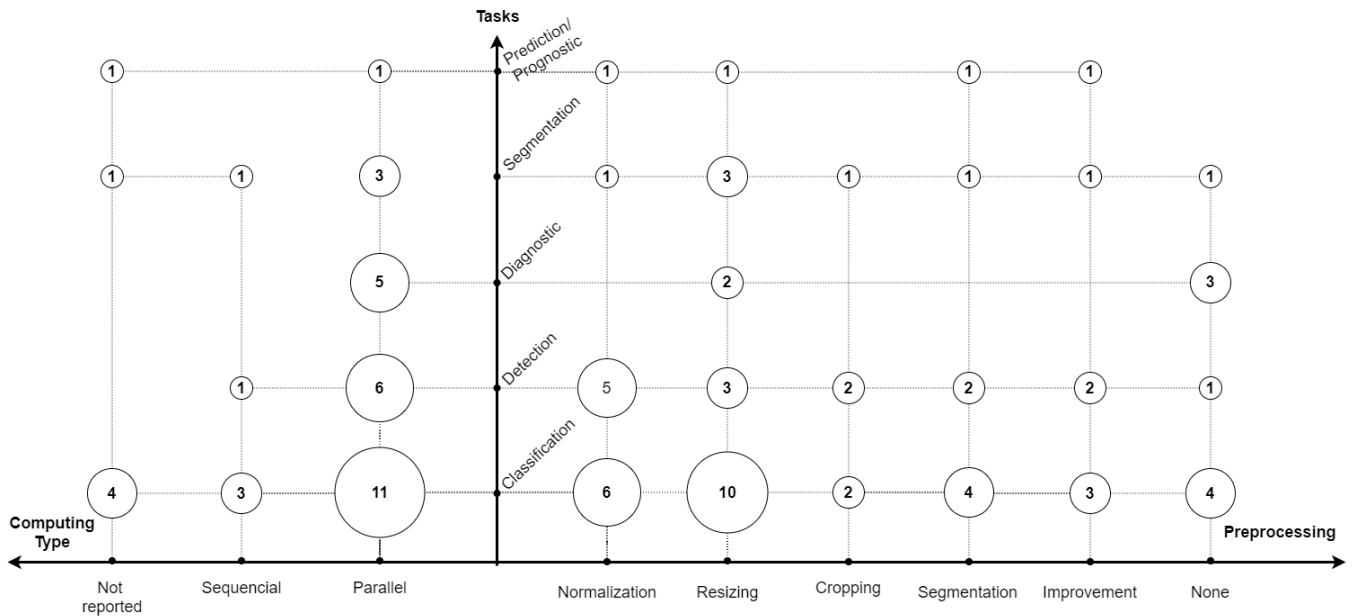 Tasks
Prediction/
Prognostic
1 1 1 1 1 1
Segmentation
1 1 3 1 3 1 1 1 1
Diagnostic
5 2 3
Detection
1 6 5 3 2 2 2 1
Classification
4 3 11 6 10 2 4 3 4
Computing
Type
Preprocessing
Not
reported
Sequencial
Parallel
Normalization
Resizing
Cropping
Segmentation
Improvement
None